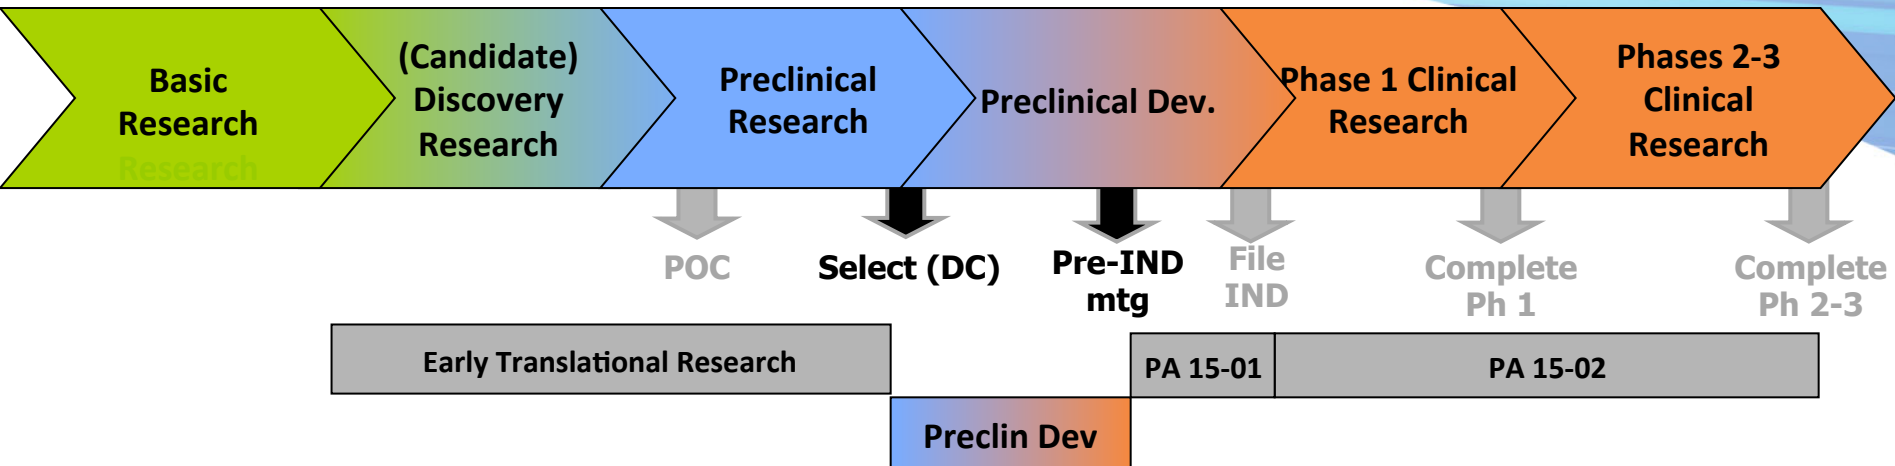 Basic
Research
Research
(Candidate)
Discovery
Research
Preclinical
Research
Preclinical Dev.
Phase 1 Clinical
Research
Phases 2-3
Clinical
Research
POC
Select (DC)
Pre-IND
mtg
File
IND
Complete
Ph 1
Complete
Ph 2-3
Early Translational Research
PA 15-01
PA 15-02
Preclin Dev